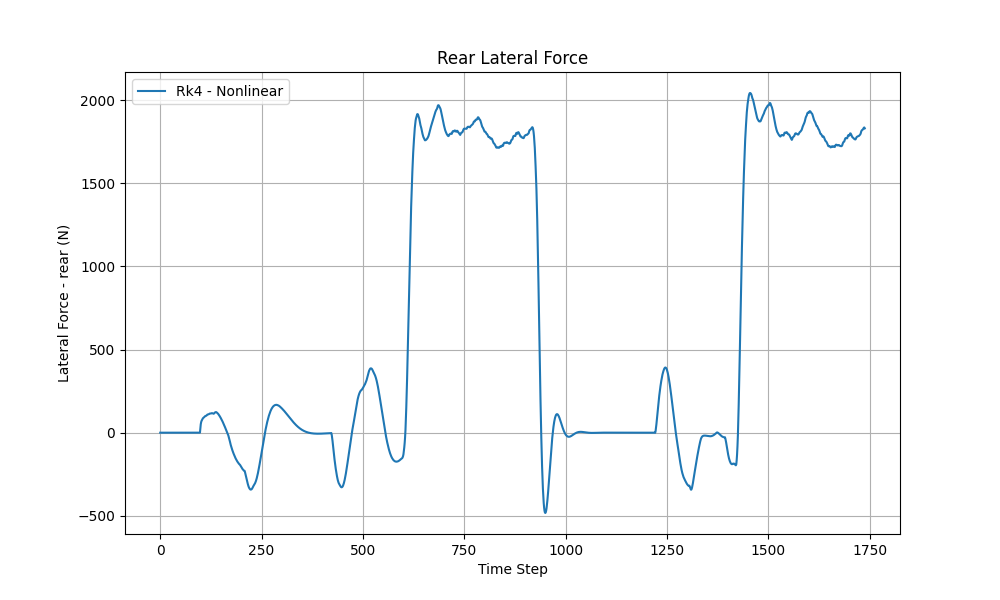 Rear Lateral Force
Rk4 - Nonlinear
Lateral Force - rear (N)
2000
1500
1000
500
0
−500
0 250 500 750 1000 1250 1500 1750
Time Step